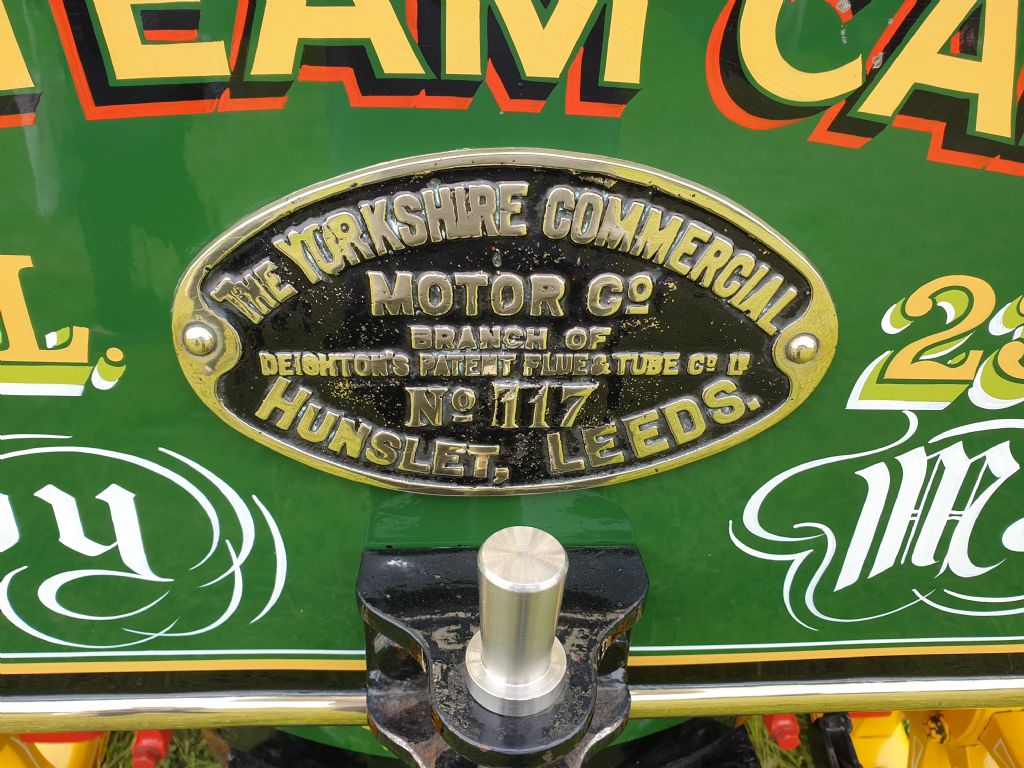 TEAM CA
THE YORKSHIRE COMMERCIAL
MOTOR Cº
BRANCH OF
DEIGHTON'S PATENT FLUE & TUBE Cº Lᴰ
Nº 117
HUNSLET, LEEDS.
L.
23
y